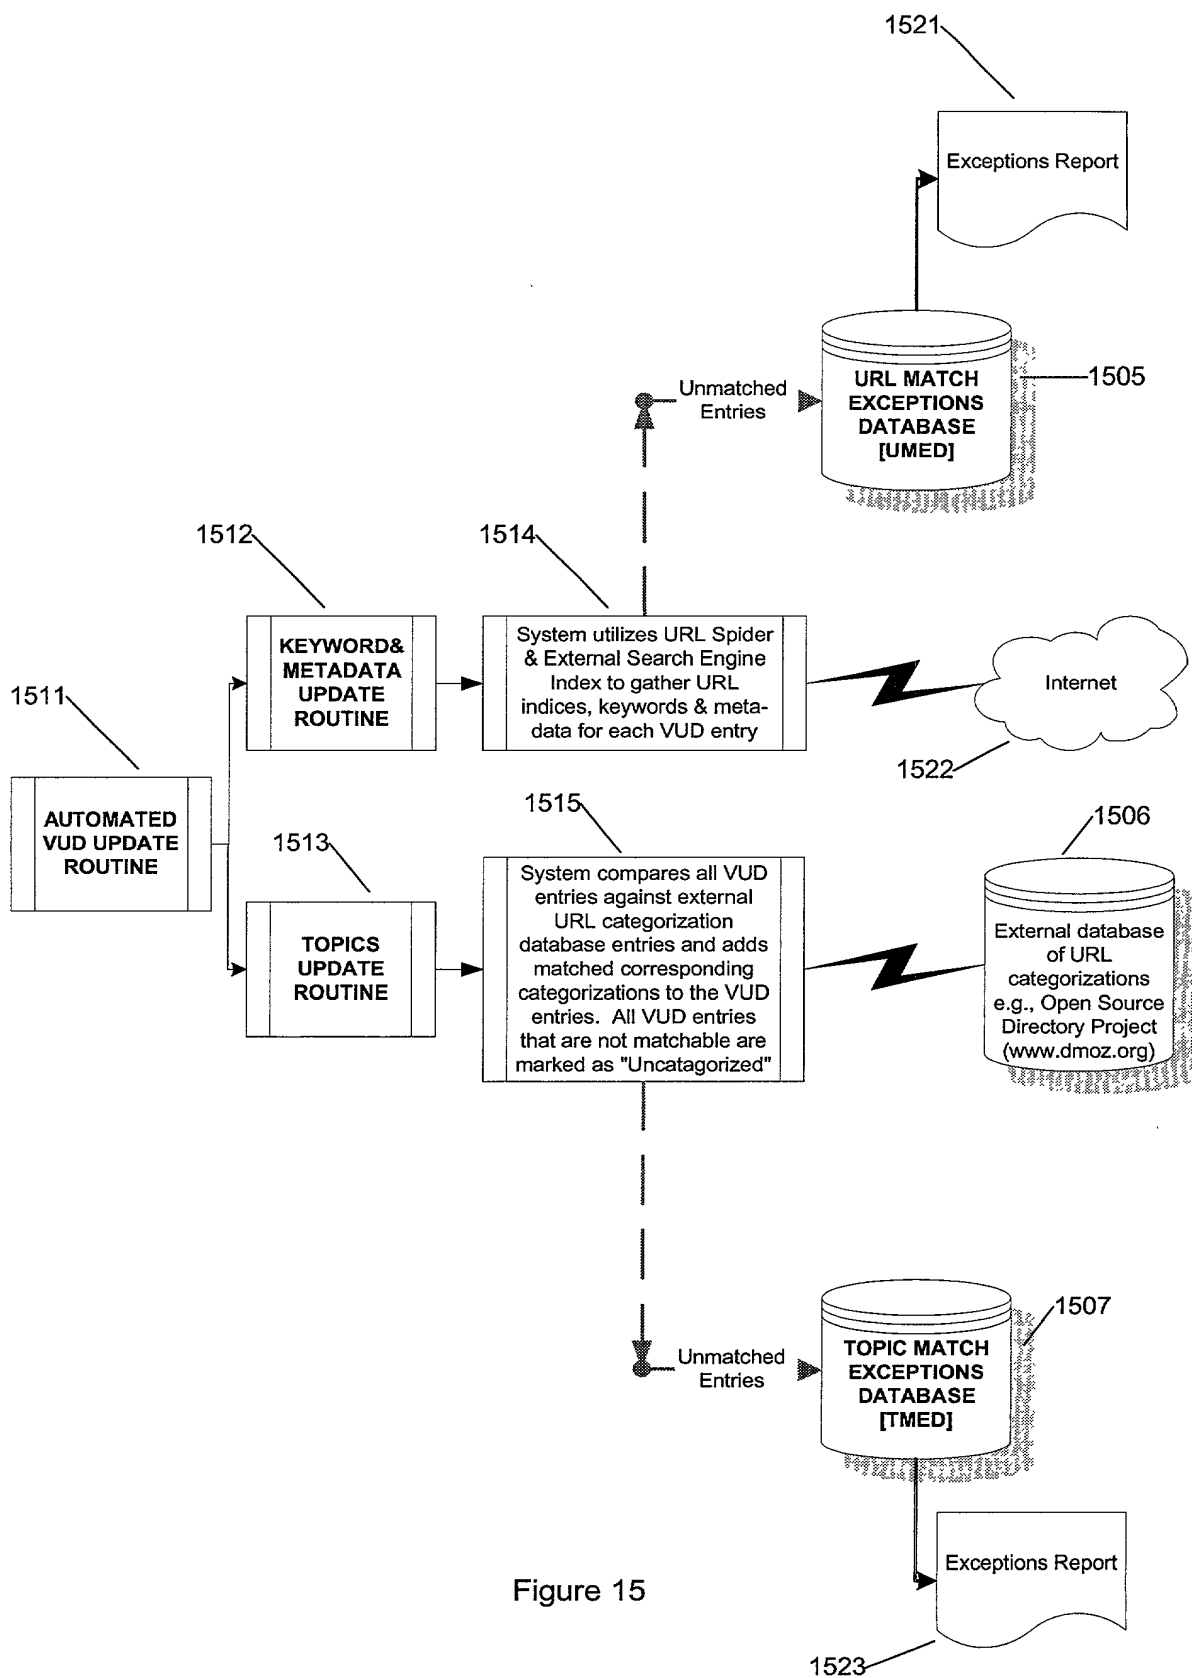 1521
Exceptions Report
URL MATCH
EXCEPTIONS
DATABASE
[UMED]
1505
Unmatched
Entries
1512
1514
KEYWORD&
METADATA
UPDATE
ROUTINE
System utilizes URL Spider
& External Search Engine
Index to gather URL
indices, keywords & meta-
data for each VUD entry
Internet
1522
1511
AUTOMATED
VUD UPDATE
ROUTINE
1513
TOPICS
UPDATE
ROUTINE
1515
System compares all VUD
entries against external
URL categorization
database entries and adds
matched corresponding
categorizations to the VUD
entries. All VUD entries
that are not matchable are
marked as "Uncatagorized"
1506
External database
of URL
categorizations
e.g., Open Source
Directory Project
(www.dmoz.org)
Unmatched
Entries
TOPIC MATCH
EXCEPTIONS
DATABASE
[TMED]
1507
Exceptions Report
1523
Figure 15